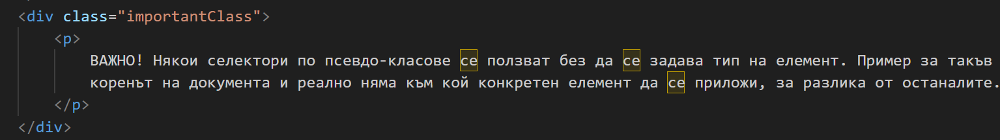 <div class="importantClass">
<p>
ВАЖНО! Някои селектори по псевдо-класове се ползват без да се задава тип на елемент. Пример за такъв
коренът на документа и реално няма към кой конкретен елемент да се приложи, за разлика от останалите.
</p>
</div>